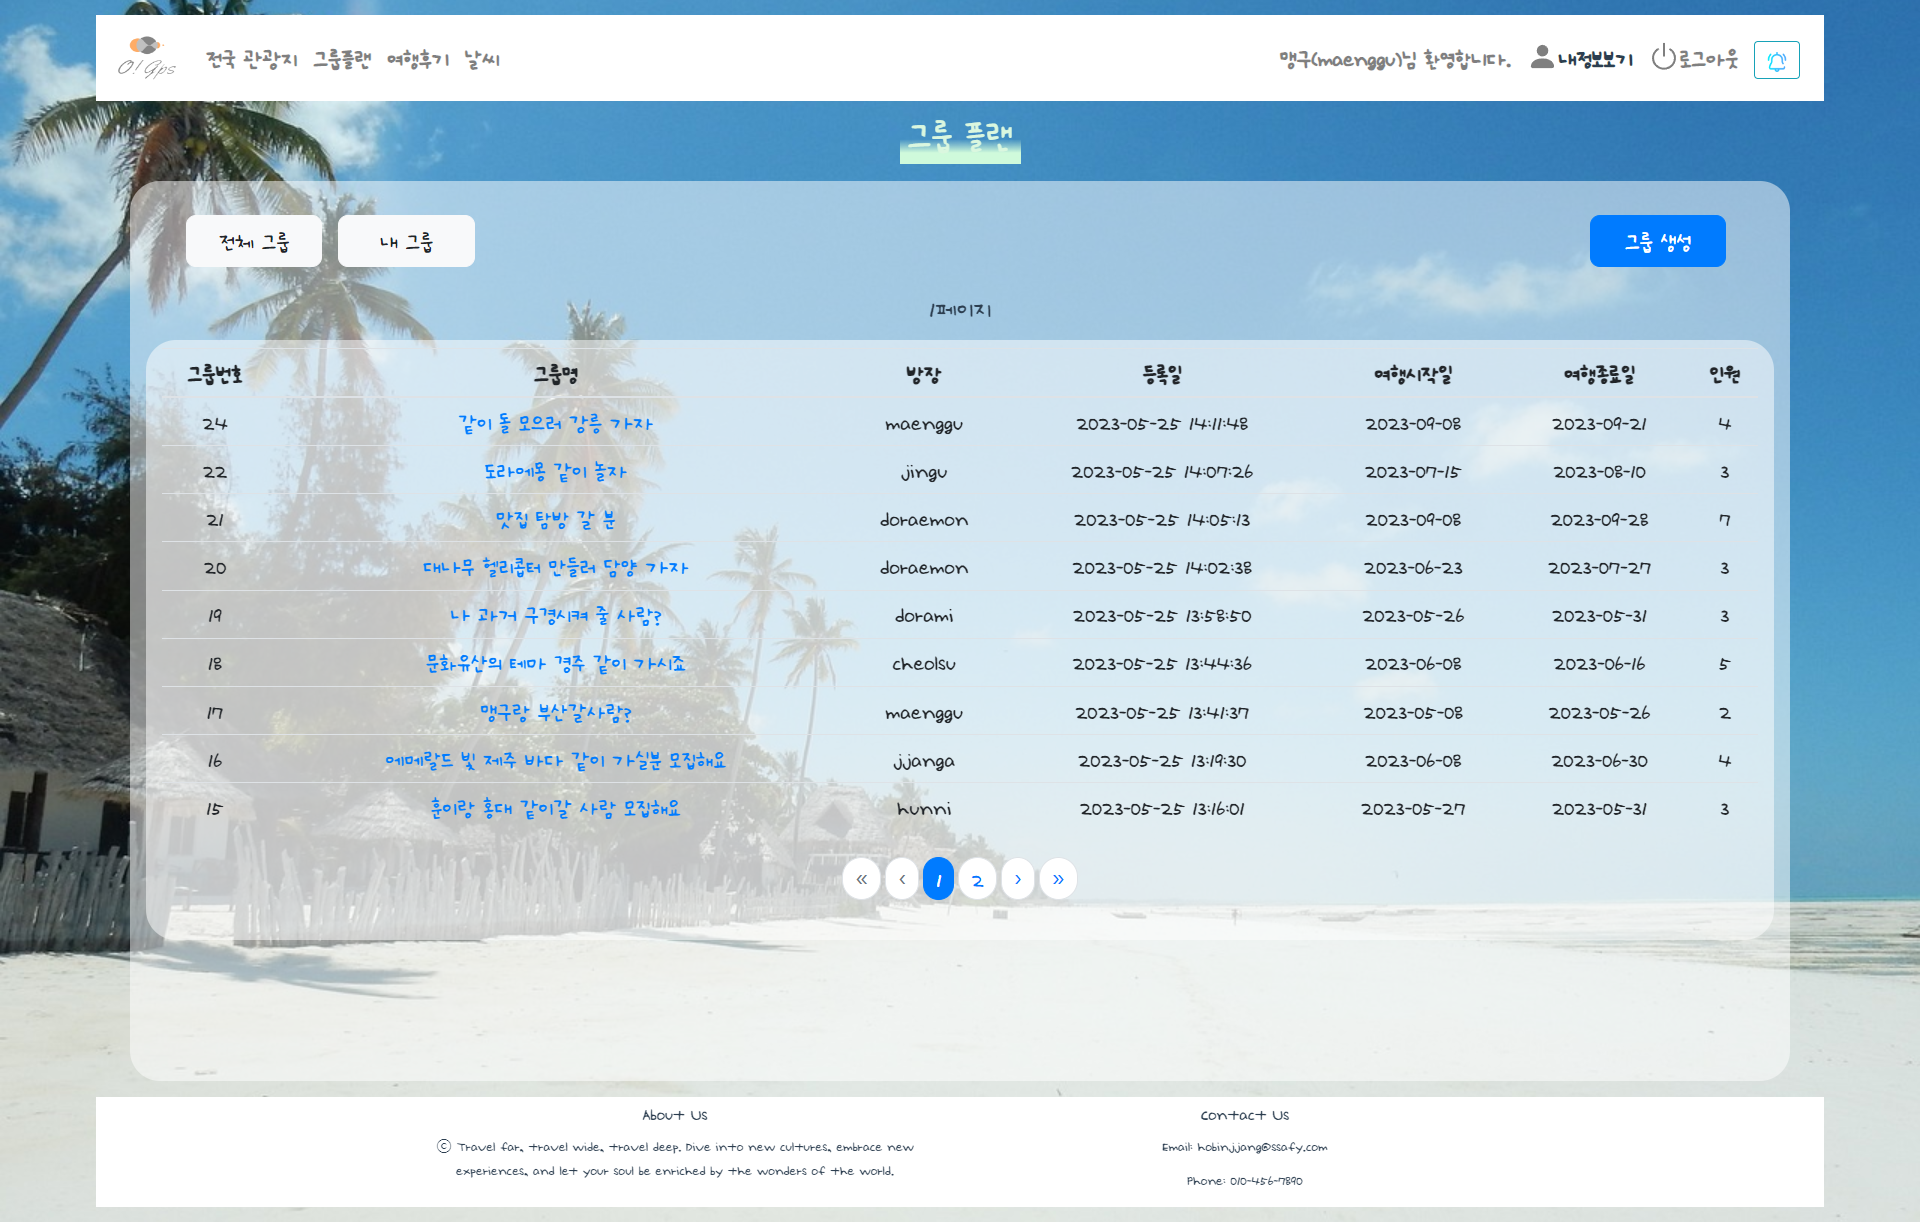 O! Gps 전국 관광지 그룹플랜 여행후기 날씨 맹구(maenggu)님 환영합니다. 내정보보기 로그아웃
그룹 플랜
전체 그룹 내 그룹 그룹 생성
1페이지
그룹번호 그룹명 방장 등록일 여행시작일 여행종료일 인원
24 같이 돌 모으러 강릉 가자 maenggu 2023-05-25 14:11:48 2023-09-08 2023-09-21 4
22 도라에몽 같이 놀자 jingu 2023-05-25 14:07:26 2023-07-15 2023-08-10 3
21 맛집 탐방 갈 분 doraemon 2023-05-25 14:05:13 2023-09-08 2023-09-28 7
20 대나무 헬리콥터 만들러 담양 가자 doraemon 2023-05-25 14:02:38 2023-06-23 2023-07-27 3
19 나 과거 구경시켜 줄 사람? dorami 2023-05-25 13:58:50 2023-05-26 2023-05-31 3
18 문화유산의 테마 경주 같이 가시죠 cheolsu 2023-05-25 13:44:36 2023-06-08 2023-06-16 5
17 맹구랑 부산갈사람? maenggu 2023-05-25 13:41:37 2023-05-08 2023-05-26 2
16 에메랄드 빛 제주 바다 같이 가실분 모집해요 jjanga 2023-05-25 13:19:30 2023-06-08 2023-06-30 4
15 훈이랑 홍대 같이갈 사람 모집해요 hunni 2023-05-25 13:16:01 2023-05-27 2023-05-31 3
« ‹ 1 2 › »
About Us
ⓒ Travel far, travel wide, travel deep. Dive into new cultures, embrace new
experiences, and let your soul be enriched by the wonders of the world.
Contact Us
Email: hobinjjang@ssafy.com
Phone: 010-456-7890